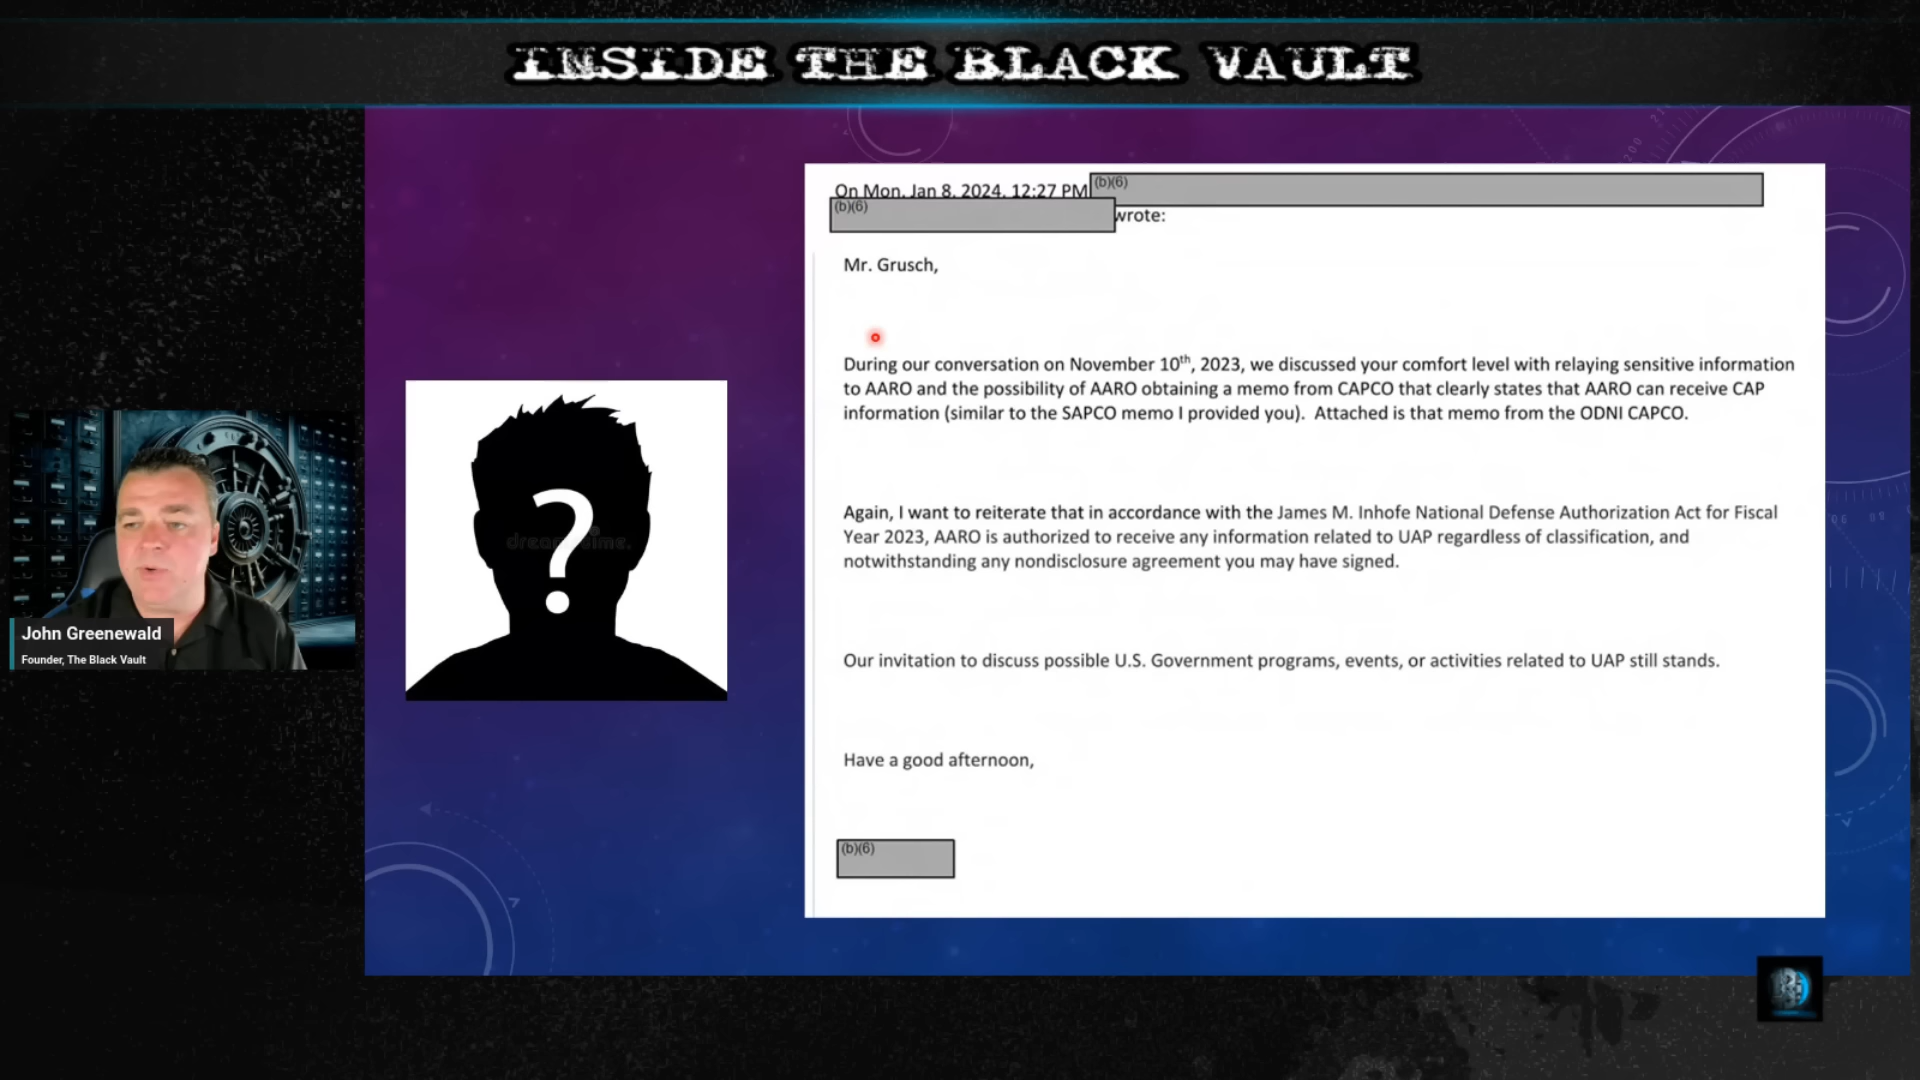 INSIDE THE BLACK VAULT
On Mon, Jan 8, 2024, 12:27 PM (b)(6)
(b)(6) wrote:
Mr. Grusch,
During our conversation on November 10th, 2023, we discussed your comfort level with relaying sensitive information
to AARO and the possibility of AARO obtaining a memo from CAPCO that clearly states that AARO can receive CAP
information (similar to the SAPCO memo I provided you).  Attached is that memo from the ODNI CAPCO.
Again, I want to reiterate that in accordance with the James M. Inhofe National Defense Authorization Act for Fiscal
Year 2023, AARO is authorized to receive any information related to UAP regardless of classification, and
notwithstanding any nondisclosure agreement you may have signed.
Our invitation to discuss possible U.S. Government programs, events, or activities related to UAP still stands.
Have a good afternoon,
(b)(6)
?
John Greenewald
Founder, The Black Vault